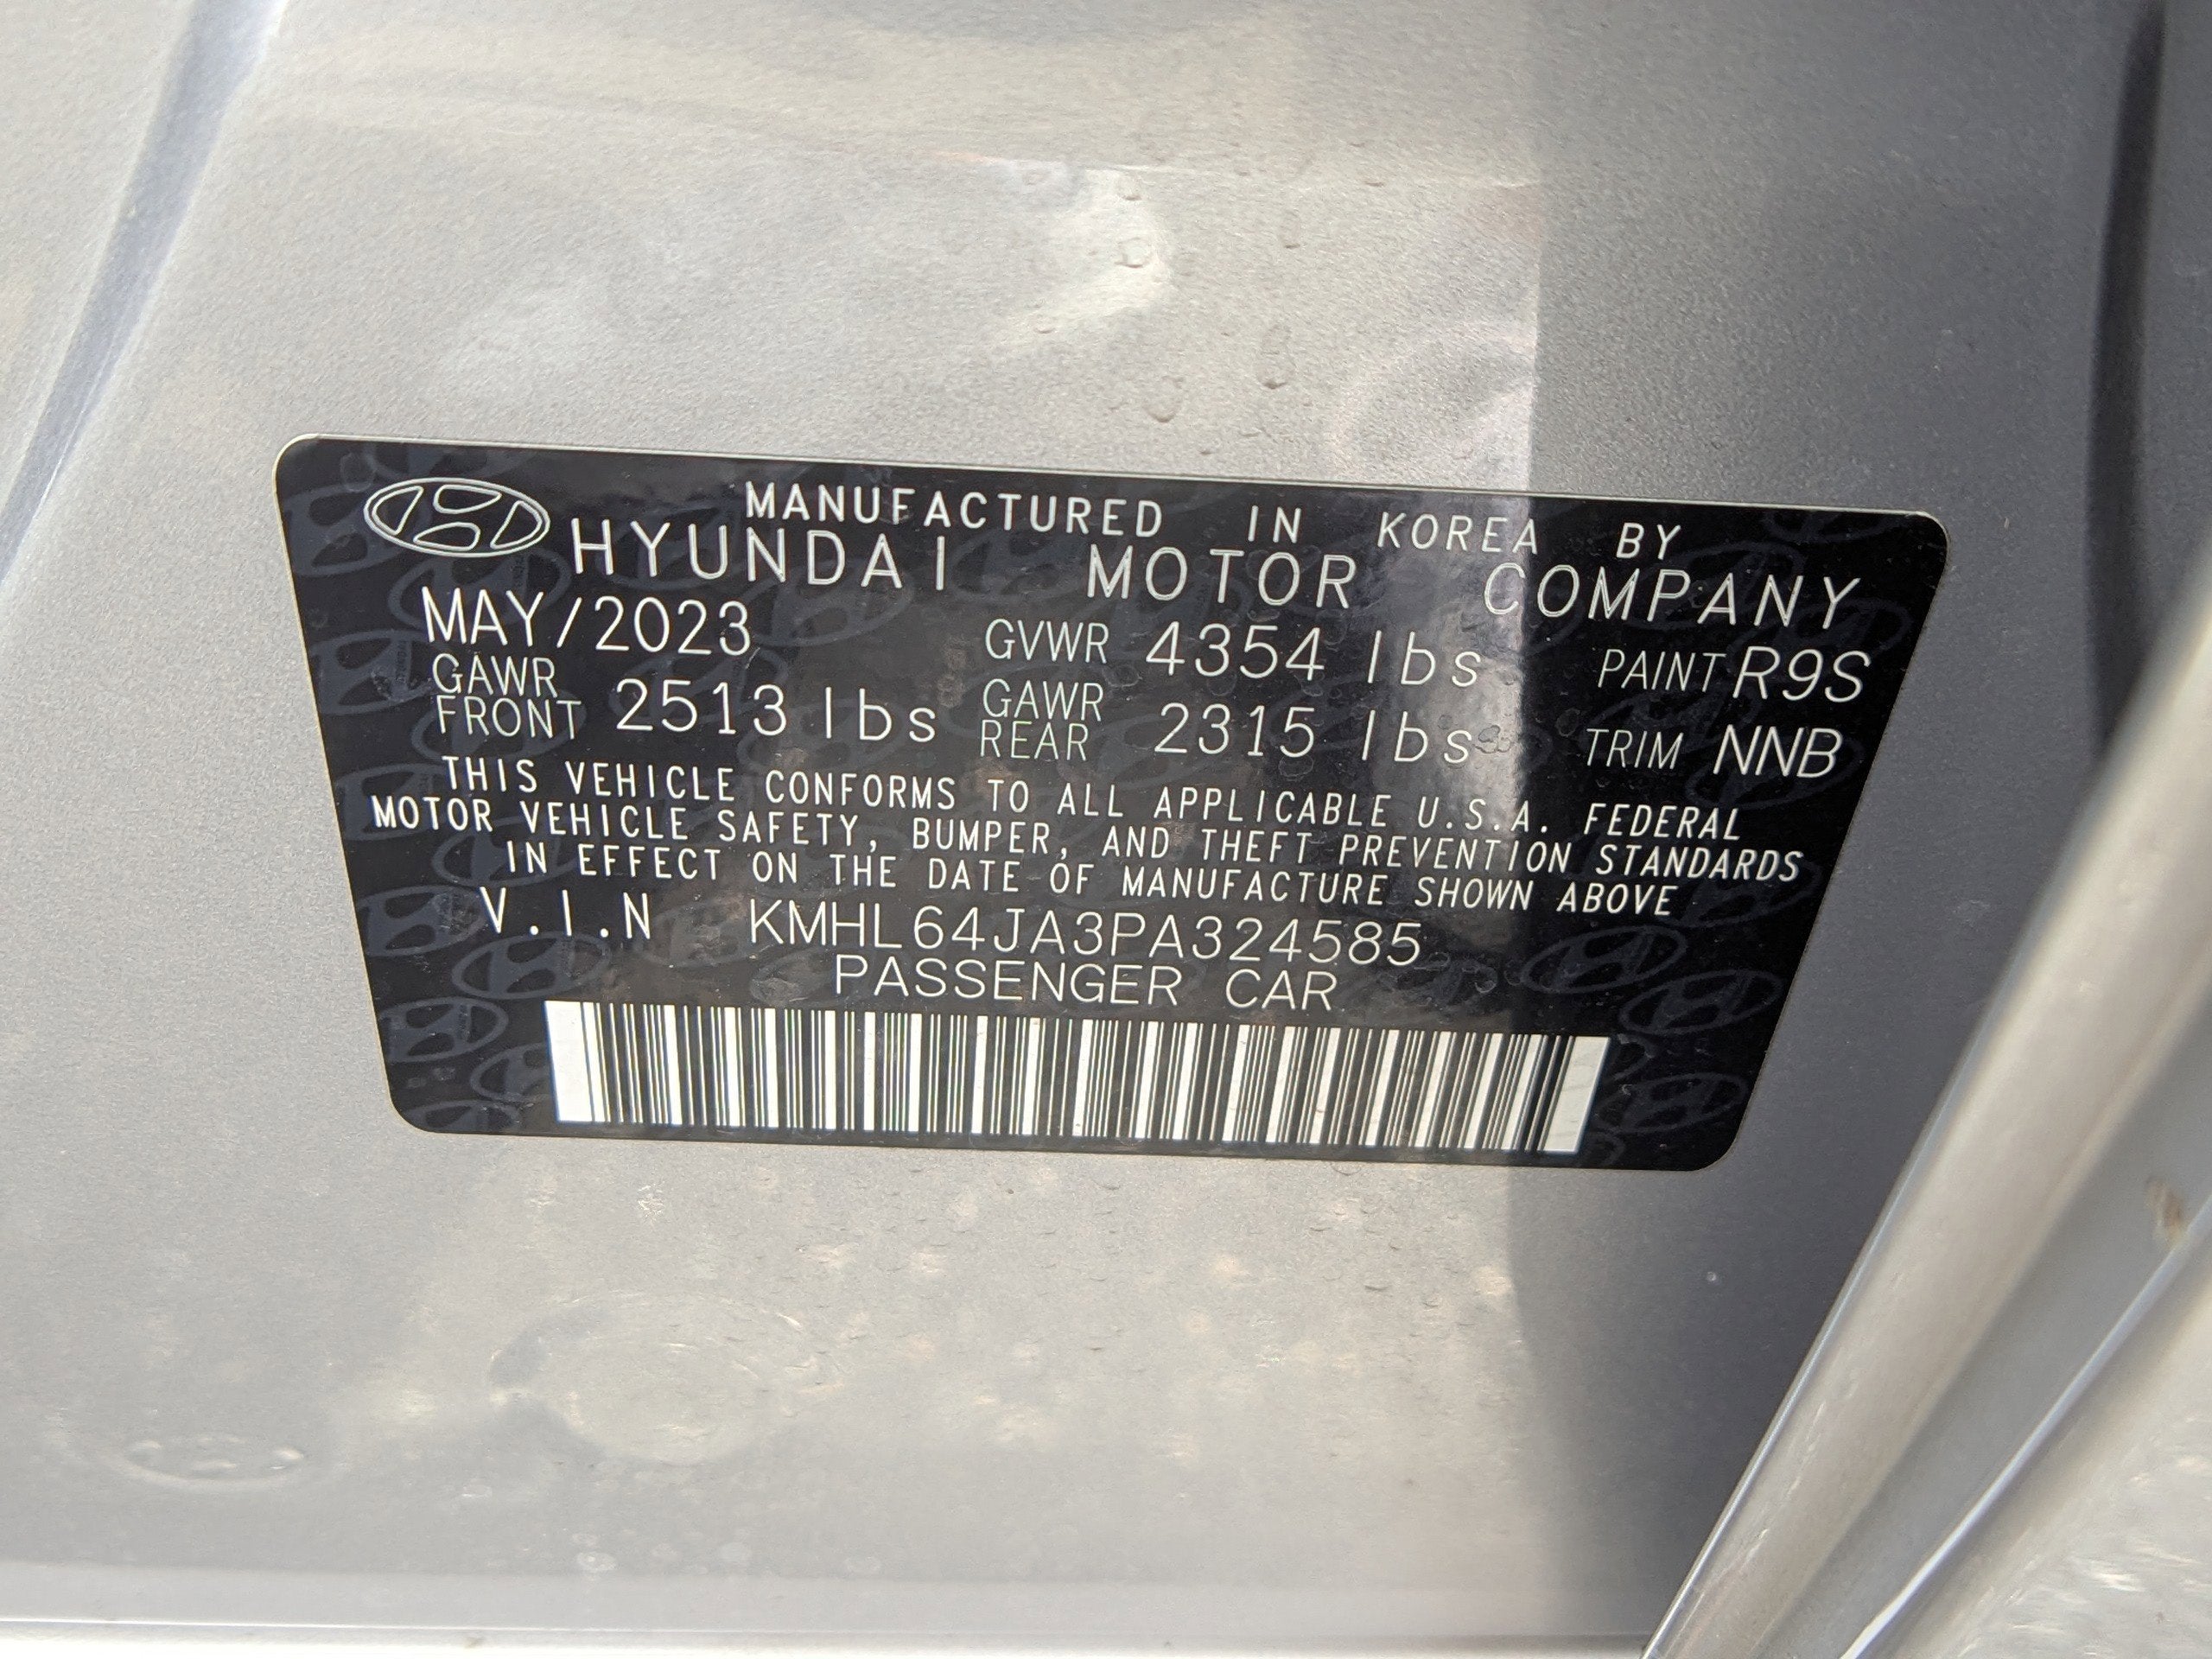 MANUFACTURED IN KOREA BY
HYUNDAI MOTOR COMPANY
MAY/2023 GVWR 4354 lbs PAINT R9S
GAWR FRONT 2513 lbs GAWR REAR 2315 lbs TRIM NNB
THIS VEHICLE CONFORMS TO ALL APPLICABLE U.S.A. FEDERAL
MOTOR VEHICLE SAFETY, BUMPER, AND THEFT PREVENTION STANDARDS
IN EFFECT ON THE DATE OF MANUFACTURE SHOWN ABOVE
V.I.N KMHL64JA3PA324585
PASSENGER CAR